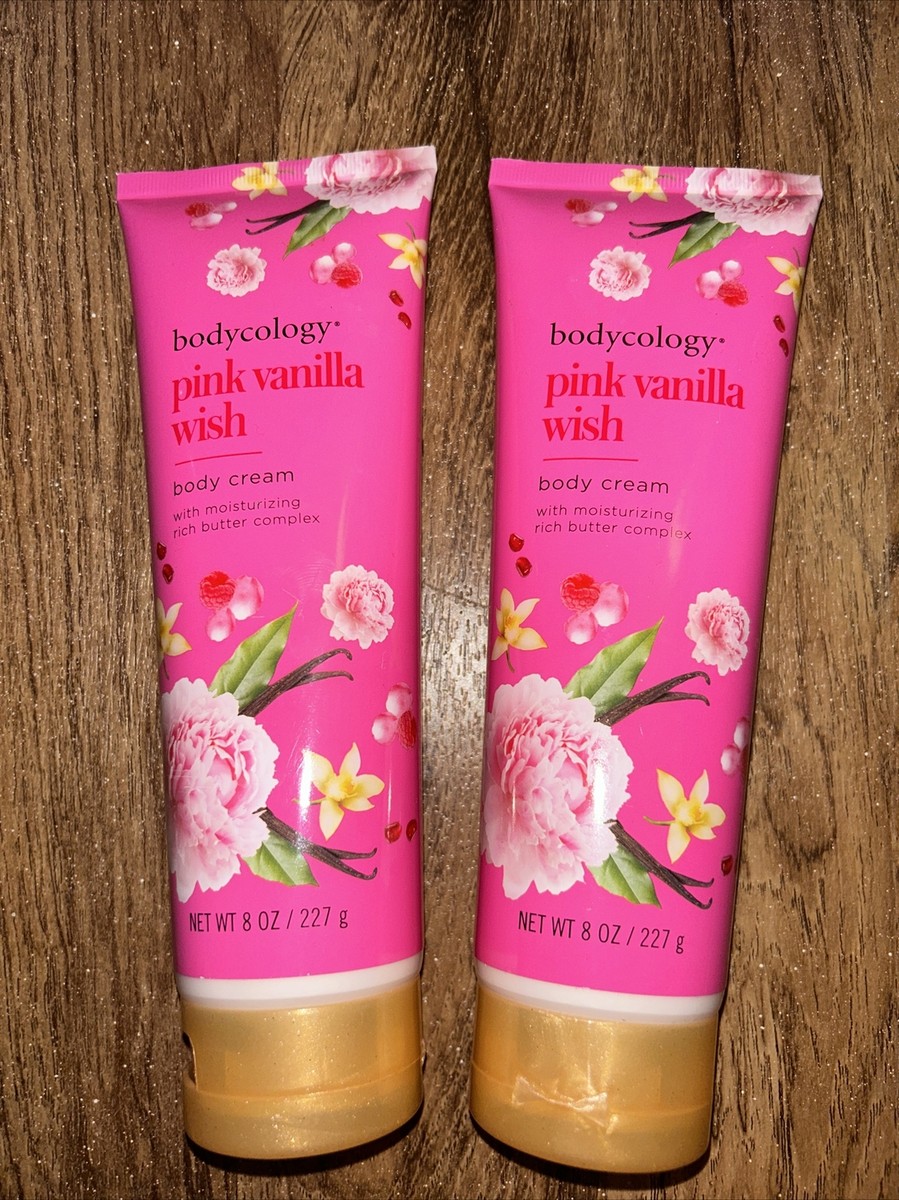 bodycology®
pink vanilla
wish
body cream
with moisturizing
rich butter complex
NET WT 8 OZ / 227 g
bodycology®
pink vanilla
wish
body cream
with moisturizing
rich butter complex
NET WT 8 OZ / 227 g